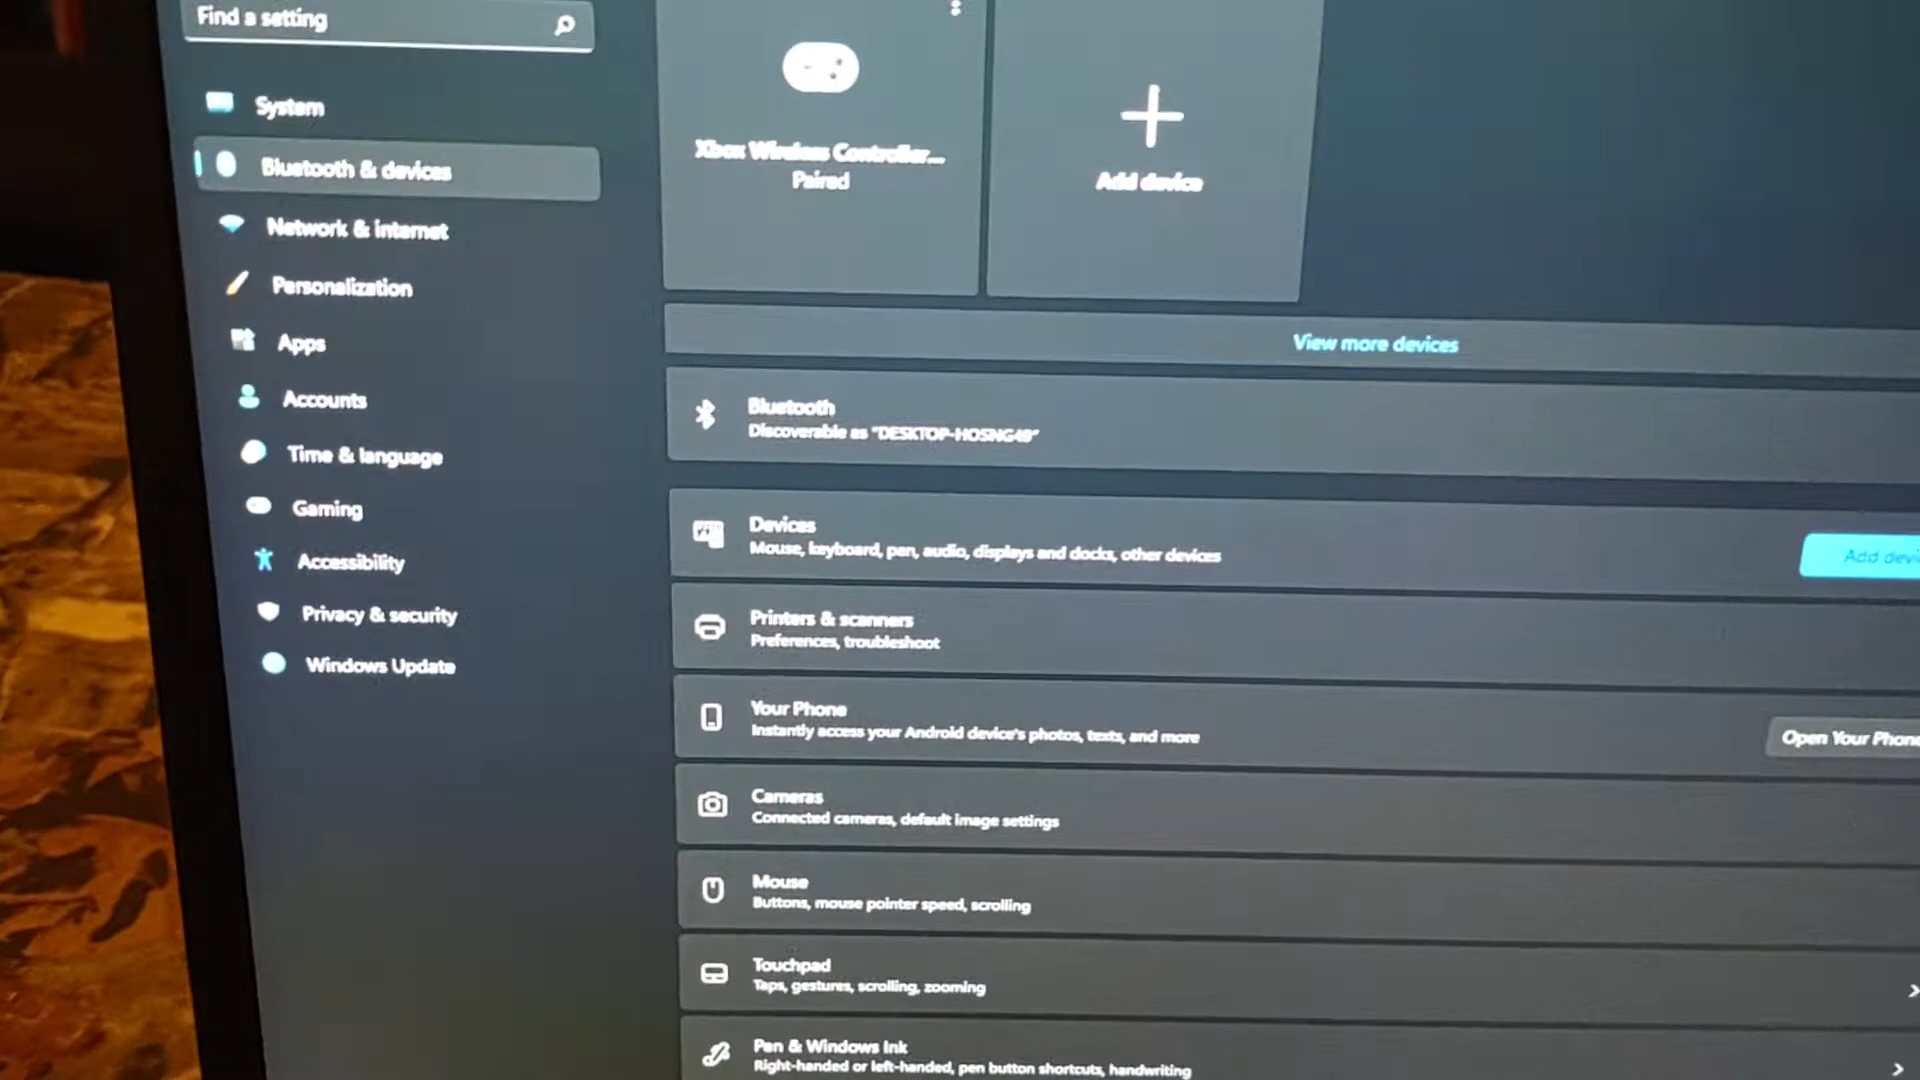 Find a setting
System
Bluetooth & devices
Network & internet
Personalization
Apps
Accounts
Time & language
Gaming
Accessibility
Privacy & security
Windows Update
Xbox Wireless Controller...
Paired
Add device
View more devices
Bluetooth
Discoverable as "DESKTOP-HOSNG49"
Devices
Mouse, keyboard, pen, audio, displays and docks, other devices
Add devi
Printers & scanners
Preferences, troubleshoot
Your Phone
Instantly access your Android device's photos, texts, and more
Open Your Phone
Cameras
Connected cameras, default image settings
Mouse
Buttons, mouse pointer speed, scrolling
Touchpad
Taps, gestures, scrolling, zooming
Pen & Windows Ink
Right-handed or left-handed, pen button shortcuts, handwriting